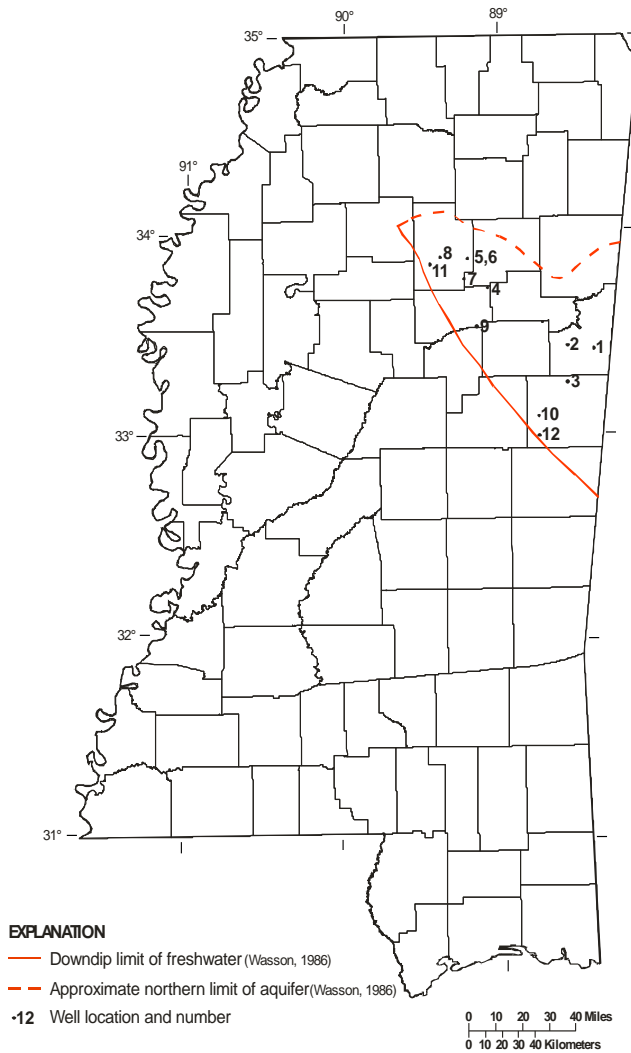 90° 89°
35°
91°
34°
8 5,6
11 7
4
9
2 1
3
10
33° 12
32°
31°
EXPLANATION
Downdip limit of freshwater (Wasson, 1986)
Approximate northern limit of aquifer(Wasson, 1986)
12 Well location and number
0 10 20 30 40 Miles
0 10 20 30 40 Kilometers